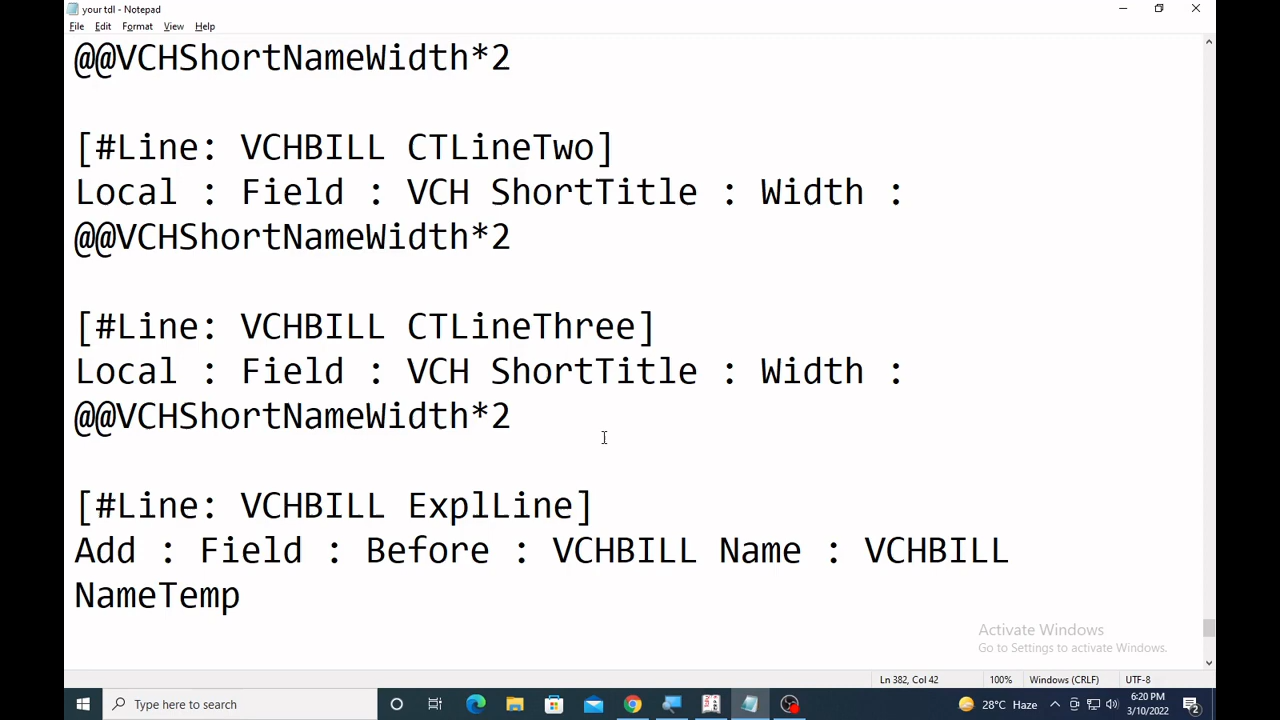 your tdl - Notepad
File Edit Format View Help
@@VCHShortNameWidth*2
[#Line: VCHBILL CTLineTwo]
Local : Field : VCH ShortTitle : Width :
@@VCHShortNameWidth*2
[#Line: VCHBILL CTLineThree]
Local : Field : VCH ShortTitle : Width :
@@VCHShortNameWidth*2
[#Line: VCHBILL ExplLine]
Add : Field : Before : VCHBILL Name : VCHBILL
NameTemp
Activate Windows
Go to Settings to activate Windows.
Ln 382, Col 42 100% Windows (CRLF) UTF-8
Type here to search 28°C Haze 6:20 PM
3/10/2022 2